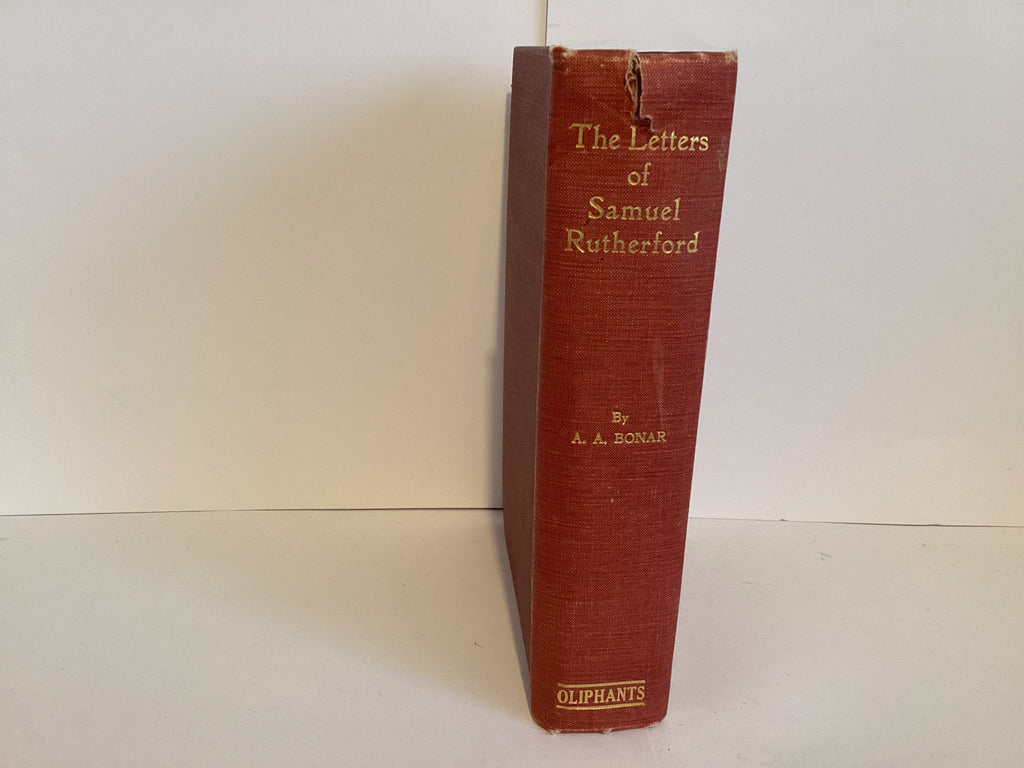 The Letters
of
Samuel
Rutherford
By
A. A. BONAR
OLIPHANTS